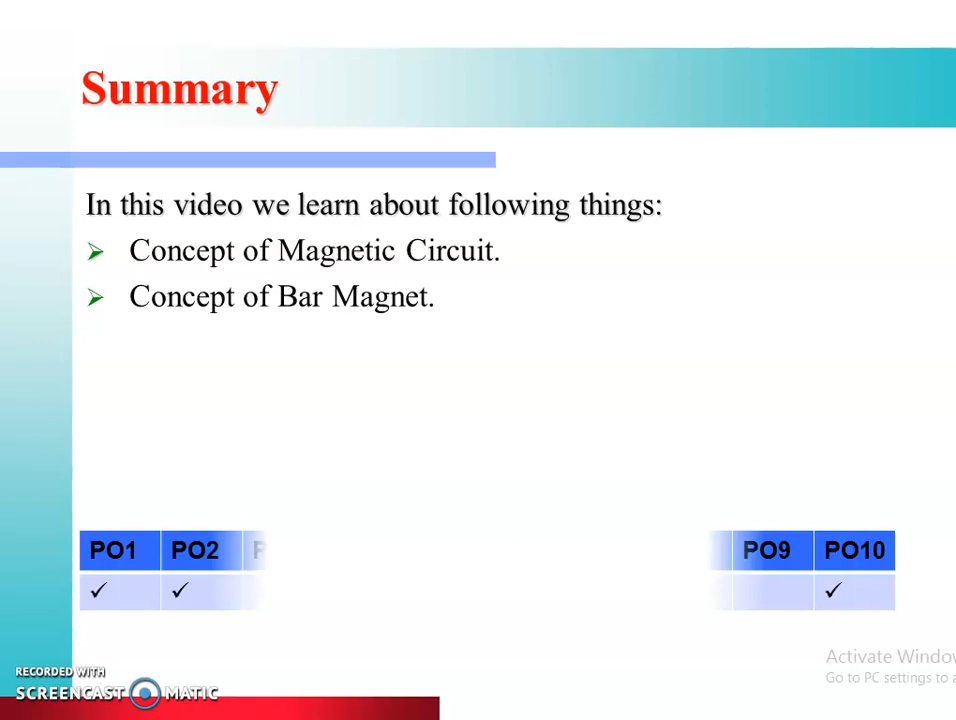 Summary
In this video we learn about following things:
➢ Concept of Magnetic Circuit.
➢ Concept of Bar Magnet.
PO1 PO2 PO9 PO10
✓ ✓ ✓
Activate Window
Go to PC settings to a
RECORDED WITH
SCREENCAST MATIC